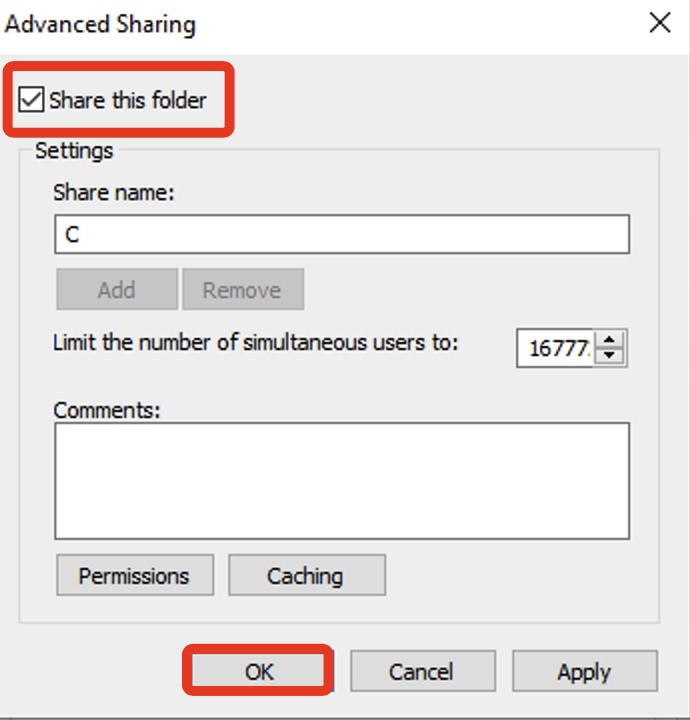 Advanced Sharing
Share this folder
Settings
Share name:
C
Add Remove
Limit the number of simultaneous users to:
16777
Comments:
Permissions Caching
OK Cancel Apply